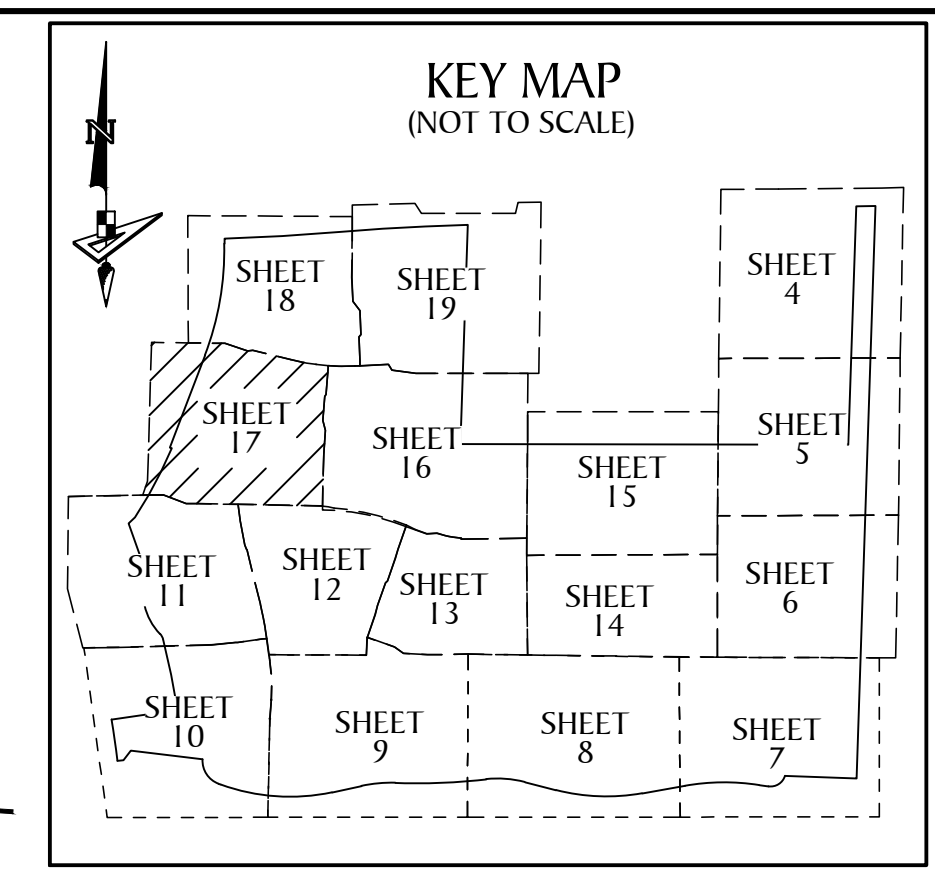 KEY MAP
(NOT TO SCALE)
N
SHEET
4
SHEET
18
SHEET
19
SHEET
17
SHEET
16
SHEET
5
SHEET
15
SHEET
11
SHEET
12
SHEET
13
SHEET
14
SHEET
6
SHEET
10
SHEET
9
SHEET
8
SHEET
7